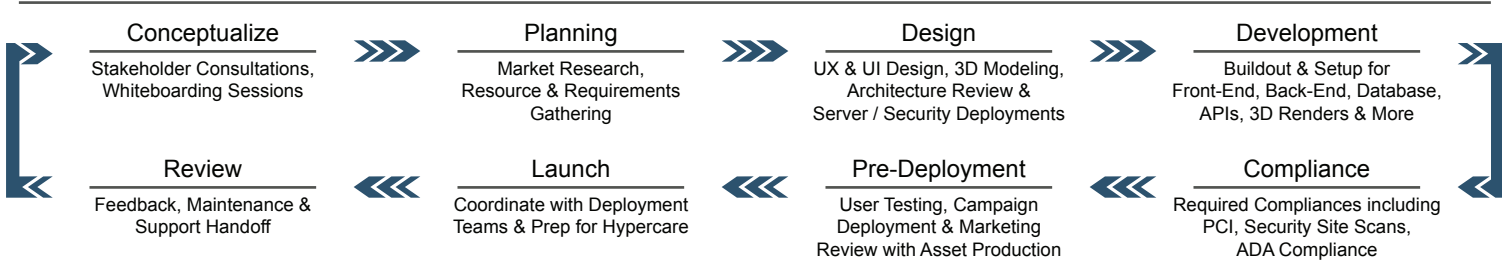 Conceptualize
Stakeholder Consultations,
Whiteboarding Sessions
Planning
Market Research,
Resource & Requirements
Gathering
Design
UX & UI Design, 3D Modeling,
Architecture Review &
Server / Security Deployments
Development
Buildout & Setup for
Front-End, Back-End, Database,
APIs, 3D Renders & More
Compliance
Required Compliances including
PCI, Security Site Scans,
ADA Compliance
Pre-Deployment
User Testing, Campaign
Deployment & Marketing
Review with Asset Production
Launch
Coordinate with Deployment
Teams & Prep for Hypercare
Review
Feedback, Maintenance &
Support Handoff